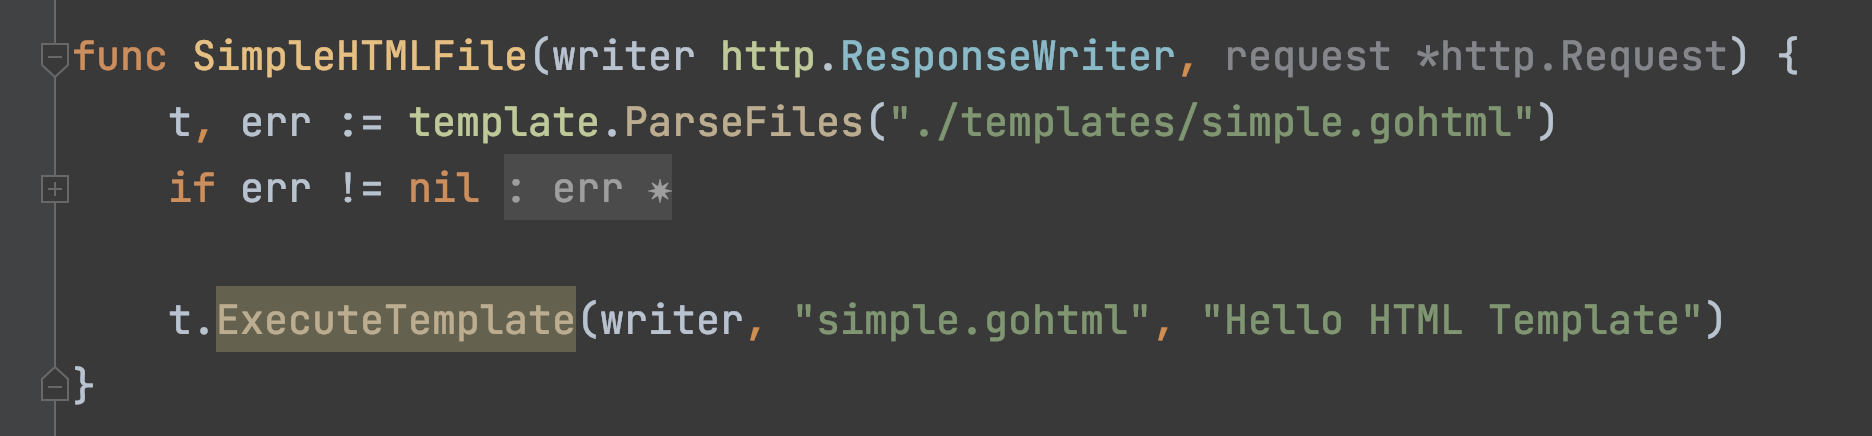 func SimpleHTMLFile(writer http.ResponseWriter, request *http.Request) {
    t, err := template.ParseFiles("./templates/simple.gohtml")
    if err != nil : err ✷
    t.ExecuteTemplate(writer, "simple.gohtml", "Hello HTML Template")
}